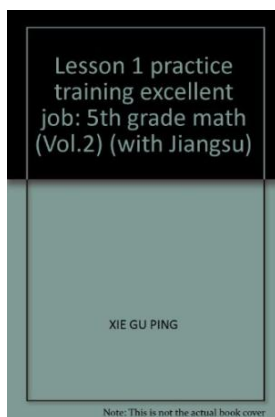 Lesson 1 practice
training excellent
job: 5th grade math
(Vol.2) (with Jiangsu)
XIE GU PING
Note: This is not the actual book cover